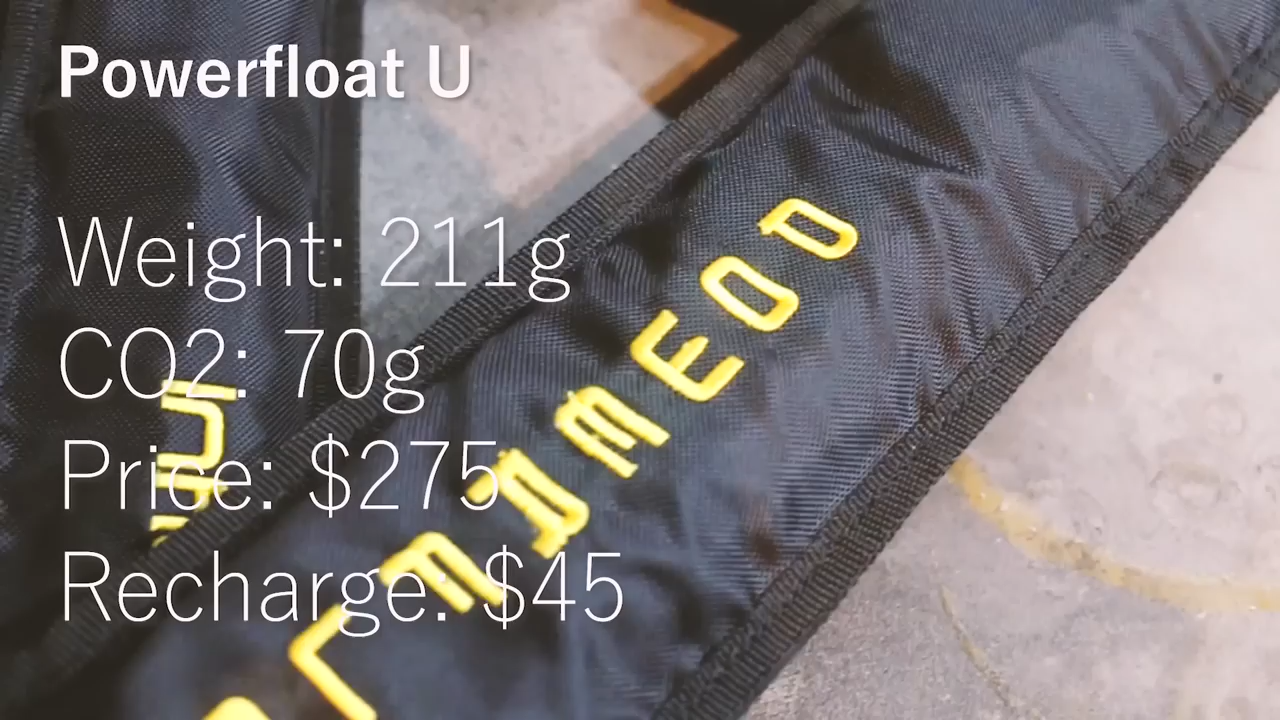 Powerfloat U
Weight: 211g
CO2: 70g
Price: $275
Recharge: $45